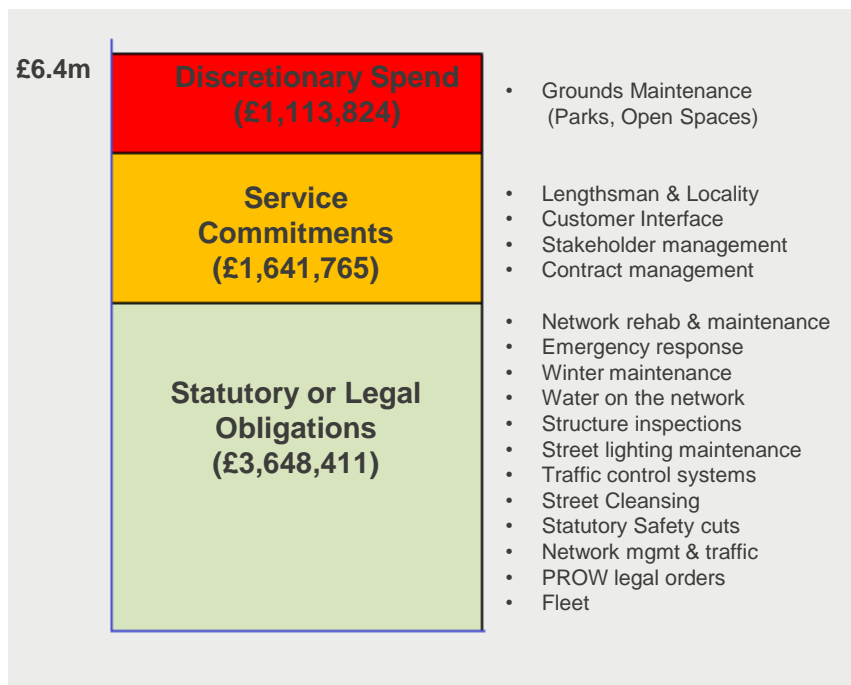 £6.4m
Discretionary Spend
(£1,113,824)
• Grounds Maintenance
(Parks, Open Spaces)
Service
Commitments
(£1,641,765)
• Lengthsman & Locality
• Customer Interface
• Stakeholder management
• Contract management
Statutory or Legal
Obligations
(£3,648,411)
• Network rehab & maintenance
• Emergency response
• Winter maintenance
• Water on the network
• Structure inspections
• Street lighting maintenance
• Traffic control systems
• Street Cleansing
• Statutory Safety cuts
• Network mgmt & traffic
• PROW legal orders
• Fleet